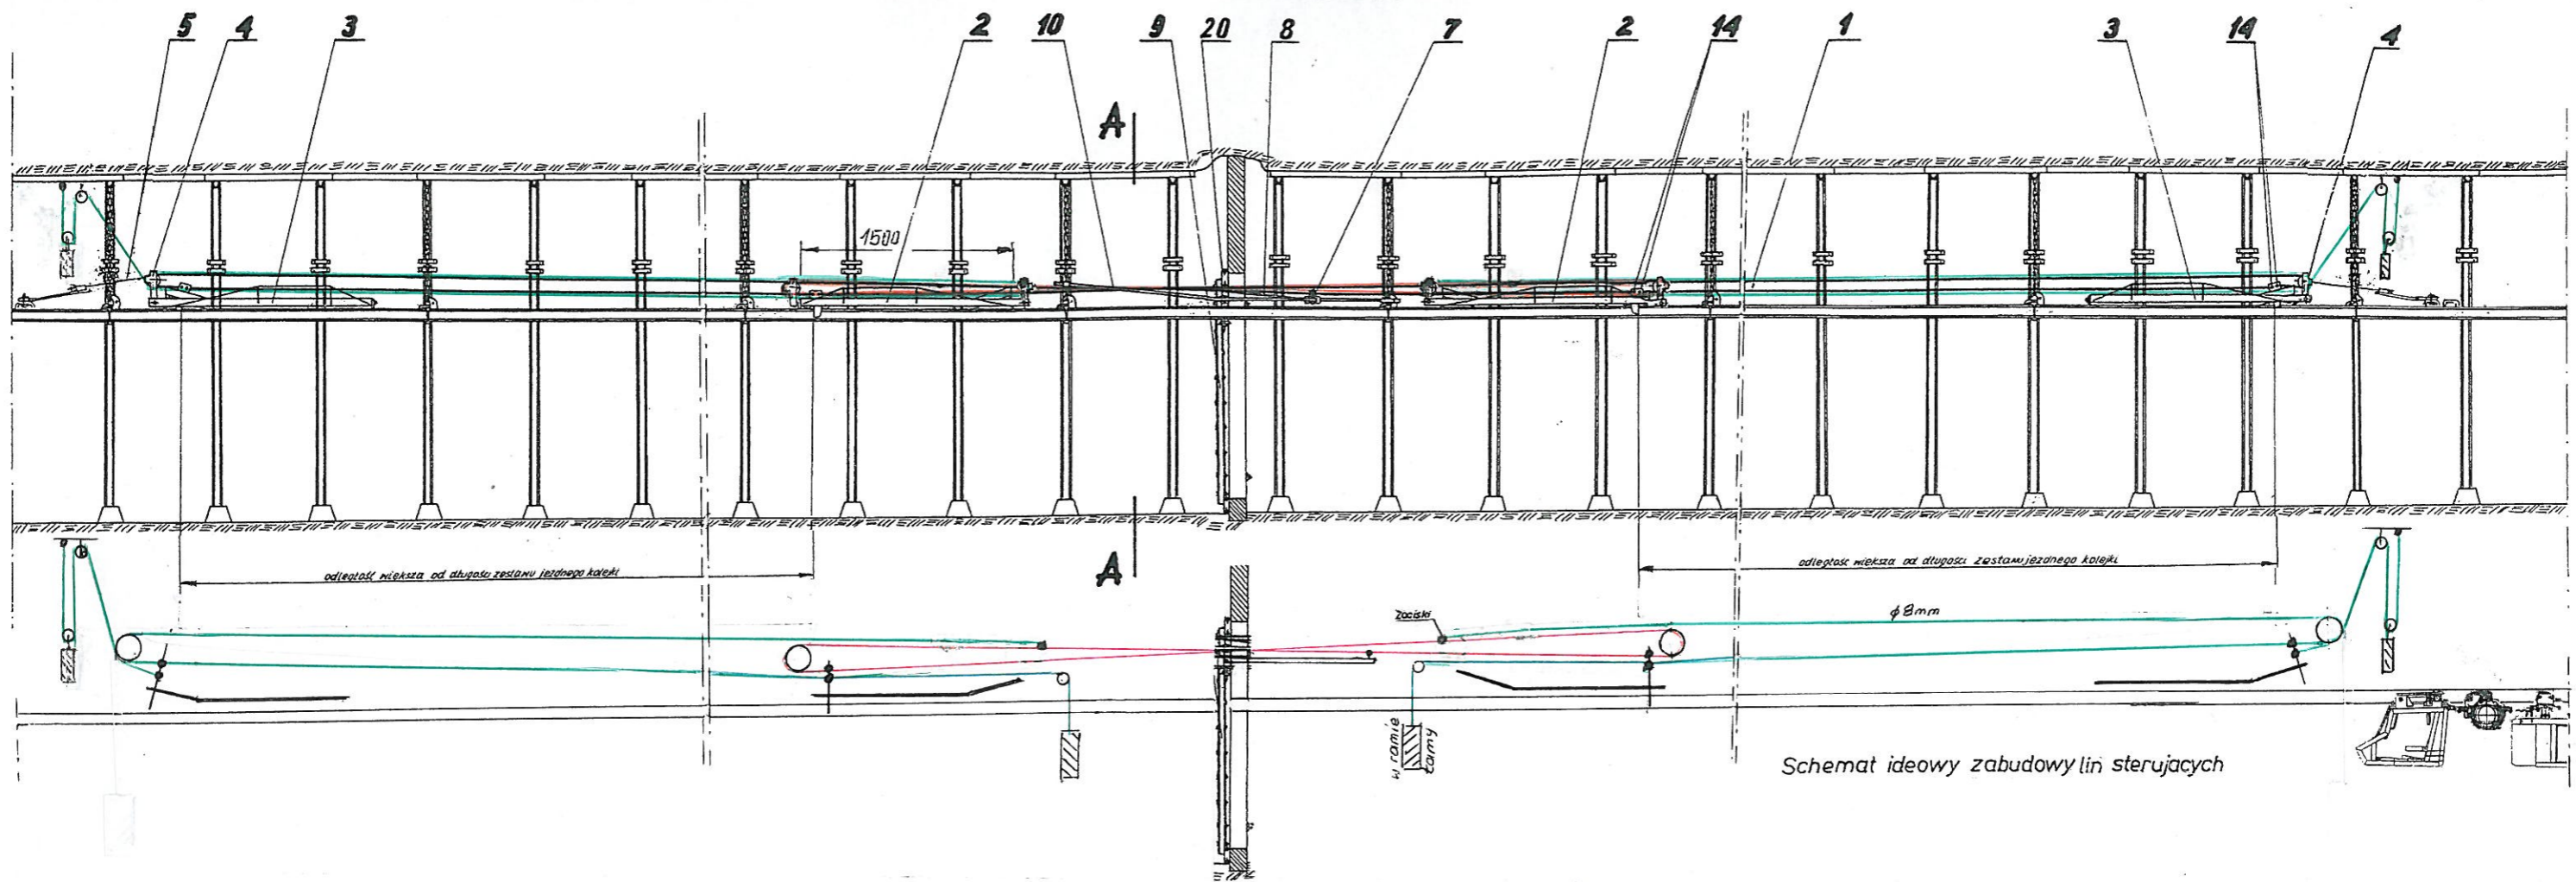 5 4 3 2 10 9 20 8 7 2 14 1 3 14 4
A
1500
A
odległość większa od długości zestawu jezdnego kolejki
odległość większa od długości zestawu jezdnego kolejki
Zaciski
ϕ8mm
w ramie
tamy
Schemat ideowy zabudowy lin sterujacych